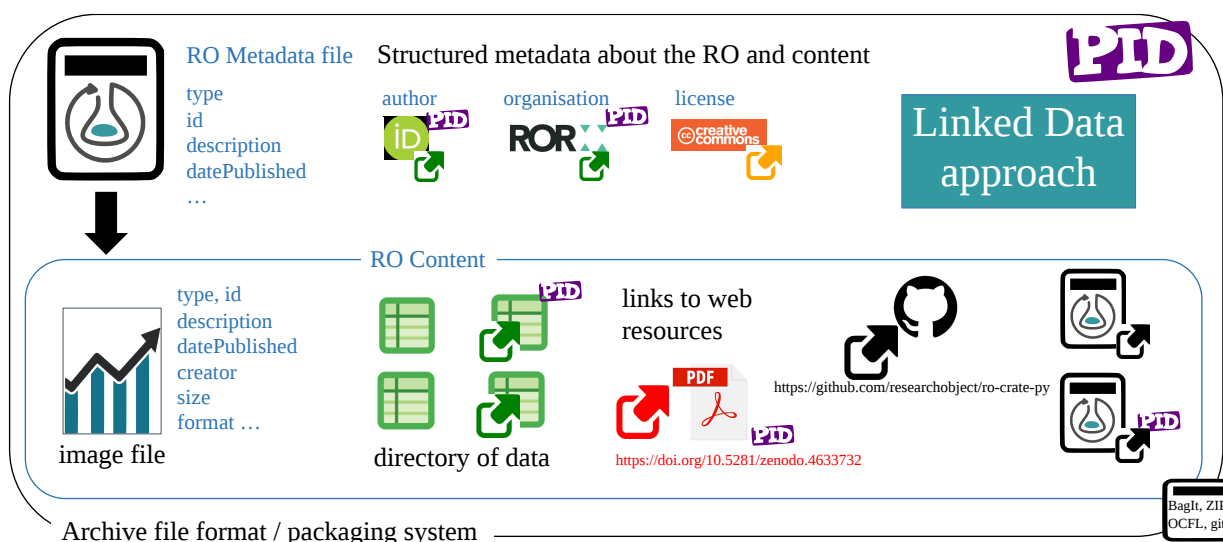 RO Metadata file
Structured metadata about the RO and content
PID
type
id
description
datePublished
…
author
PID
iD
organisation
PID
ROR
license
creative
commons
Linked Data
approach
RO Content
type, id
description
datePublished
creator
size
format …
image file
PID
directory of data
links to web
resources
PDF
PID
https://doi.org/10.5281/zenodo.4633732
https://github.com/researchobject/ro-crate-py
PID
Archive file format / packaging system
BagIt, ZIP
OCFL, git